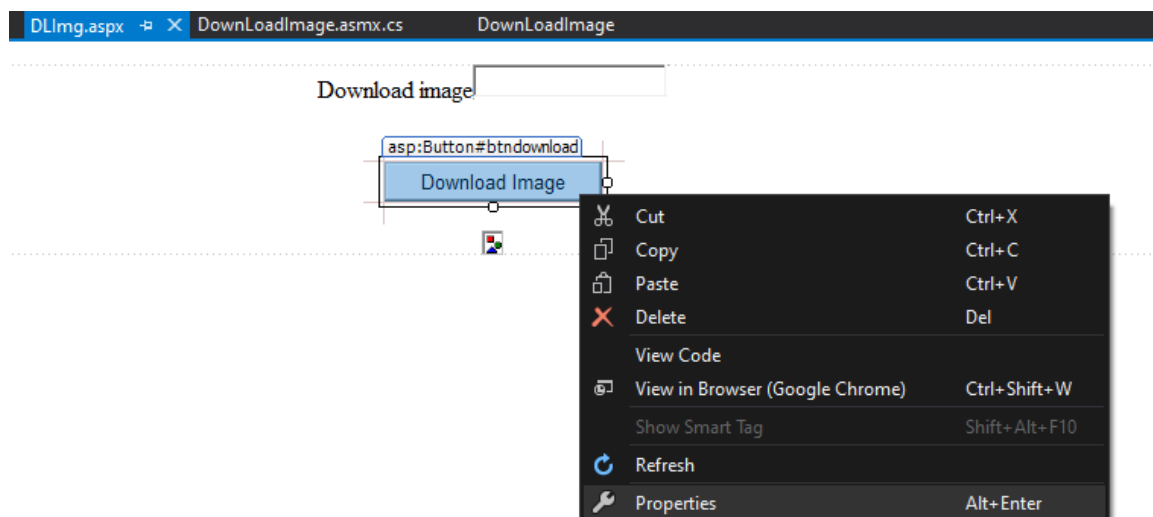 DLImg.aspx DownLoadImage.asmx.cs DownLoadImage
Download image
asp:Button#btndownload
Download Image
Cut Ctrl+X
Copy Ctrl+C
Paste Ctrl+V
Delete Del
View Code
View in Browser (Google Chrome) Ctrl+Shift+W
Show Smart Tag Shift+Alt+F10
Refresh
Properties Alt+Enter